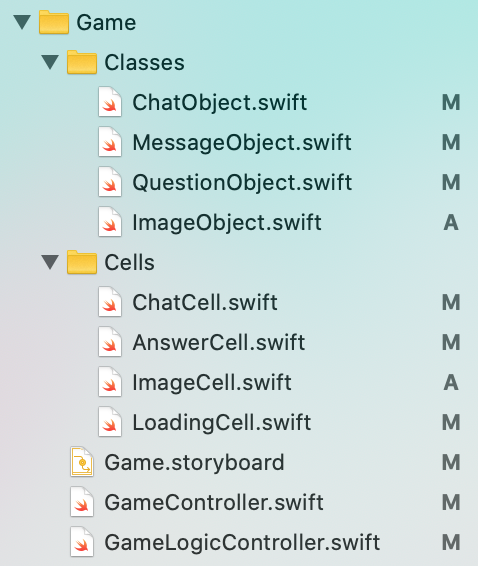 Game
Classes
ChatObject.swift M
MessageObject.swift M
QuestionObject.swift M
ImageObject.swift A
Cells
ChatCell.swift M
AnswerCell.swift M
ImageCell.swift A
LoadingCell.swift M
Game.storyboard M
GameController.swift M
GameLogicController.swift M